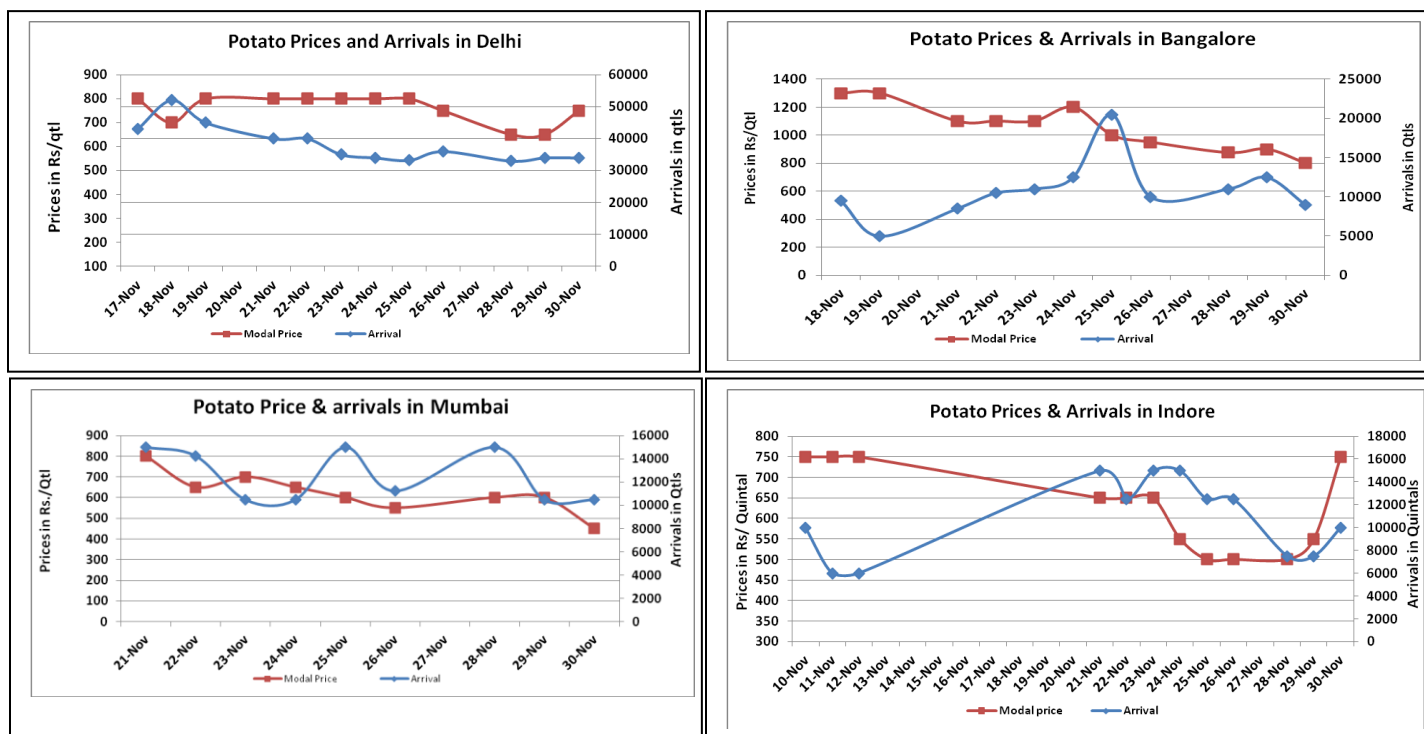 Potato Prices and Arrivals in Delhi
Prices in Rs/qtl
900
800
700
600
500
400
300
200
100
60000
50000
40000
30000
20000
10000
0
Arrivals in qtls
17-Nov
18-Nov
19-Nov
20-Nov
21-Nov
22-Nov
23-Nov
24-Nov
25-Nov
26-Nov
27-Nov
28-Nov
29-Nov
30-Nov
Modal Price
Arrival
Potato Prices & Arrivals in Bangalore
Prices in Rs/Qtl
1400
1200
1000
800
600
400
200
0
25000
20000
15000
10000
5000
0
Arrivals in Qtls
18-Nov
19-Nov
20-Nov
21-Nov
22-Nov
23-Nov
24-Nov
25-Nov
26-Nov
27-Nov
28-Nov
29-Nov
30-Nov
Modal Price
Arrival
Potato Price & arrivals in Mumbai
Prices in Rs./Qtl
900
800
700
600
500
400
300
200
100
0
16000
14000
12000
10000
8000
6000
4000
2000
0
Arrivals in Qtls
21-Nov
22-Nov
23-Nov
24-Nov
25-Nov
26-Nov
27-Nov
28-Nov
29-Nov
30-Nov
Modal Price
Arrival
Potato Prices & Arrivals in Indore
Prices in Rs/ Quintal
800
750
700
650
600
550
500
450
400
350
300
18000
16000
14000
12000
10000
8000
6000
4000
2000
0
Arrivals in Quintals
10-Nov
11-Nov
12-Nov
13-Nov
14-Nov
15-Nov
16-Nov
17-Nov
18-Nov
19-Nov
20-Nov
21-Nov
22-Nov
23-Nov
24-Nov
25-Nov
26-Nov
27-Nov
28-Nov
29-Nov
30-Nov
Modal price
Arrival